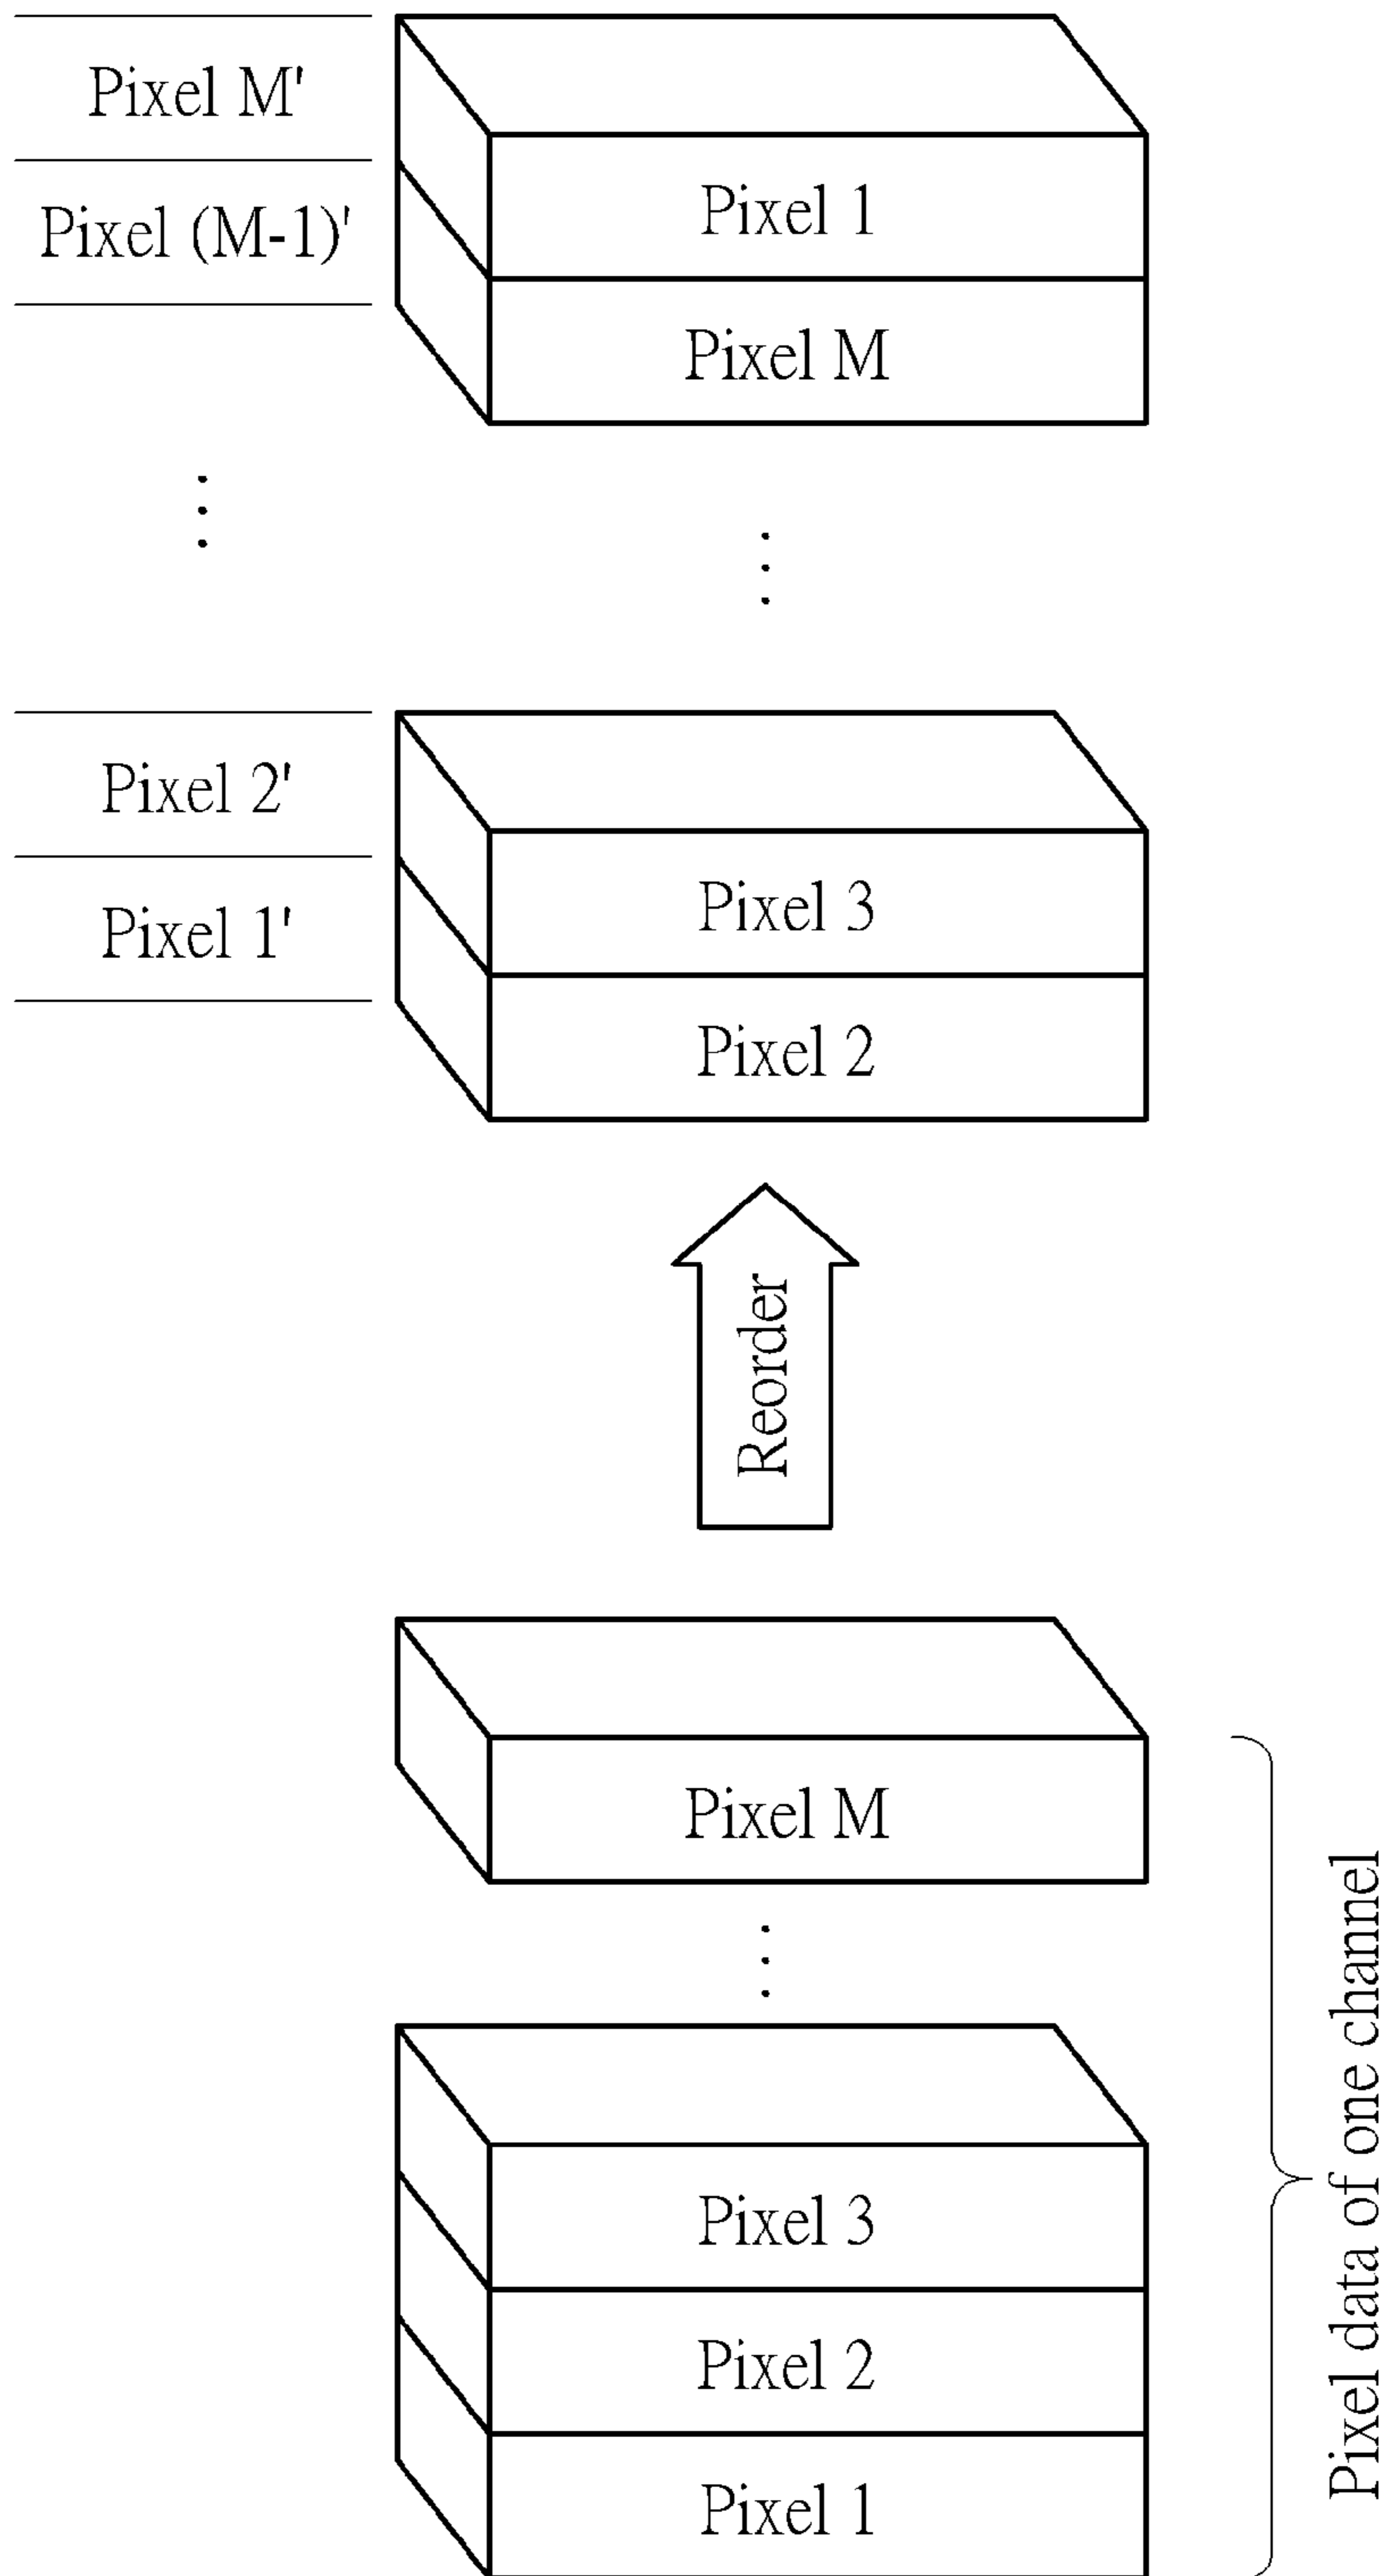 Pixel M'
Pixel 1
Pixel (M-1)'
Pixel M
Pixel 2'
Pixel 3
Pixel 1'
Pixel 2
Reorder
Pixel M
Pixel 3
Pixel 2
Pixel 1
Pixel data of one channel